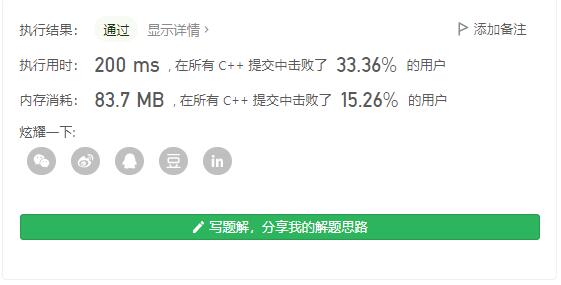 执行结果： 通过 显示详情 › 添加备注
执行用时： 200 ms , 在所有 C++ 提交中击败了 33.36% 的用户
内存消耗： 83.7 MB , 在所有 C++ 提交中击败了 15.26% 的用户
炫耀一下:
豆 in
写题解，分享我的解题思路